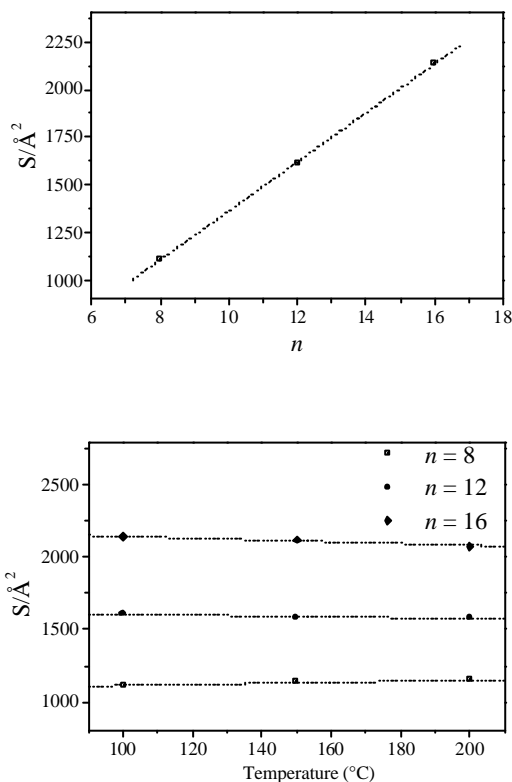 2250
2000
1750
1500
1250
1000
S/Å²
6 8 10 12 14 16 18
n
n = 8
n = 12
n = 16
2500
2000
1500
1000
S/Å²
100 120 140 160 180 200
Temperature (°C)